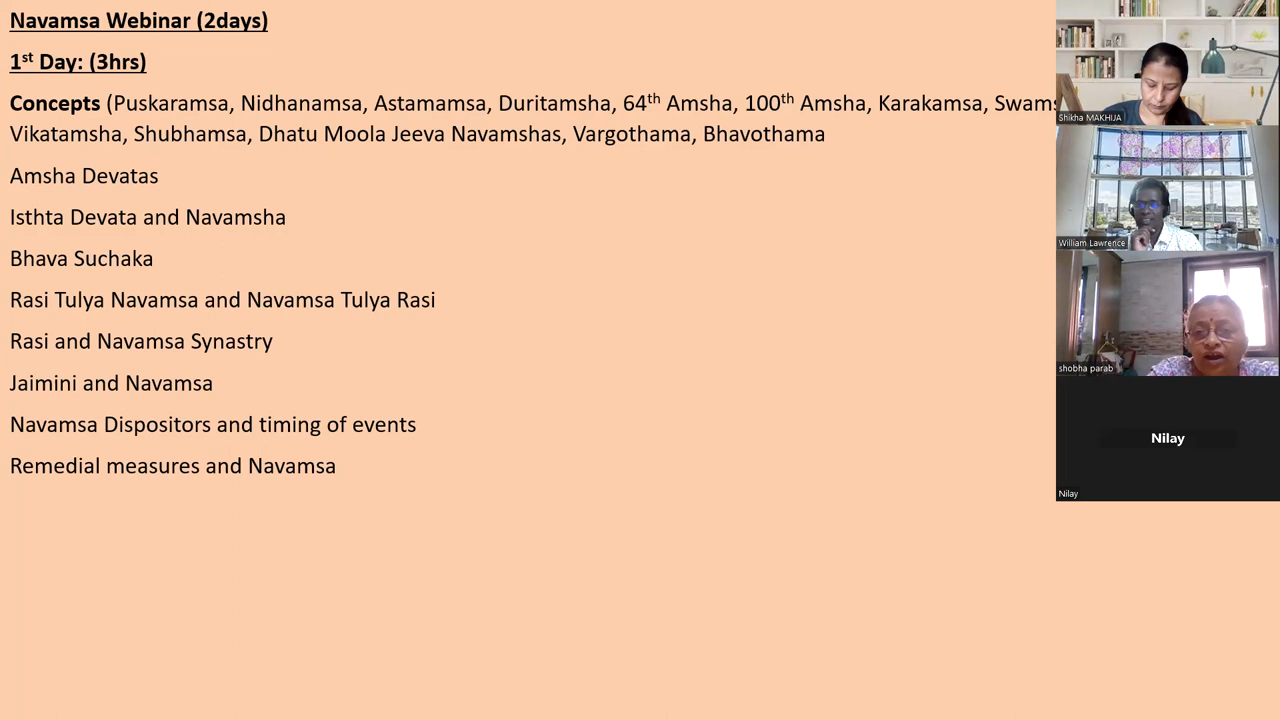 Navamsa Webinar (2days)
1st Day: (3hrs)
Concepts (Puskaramsa, Nidhanamsa, Astamamsa, Duritamsha, 64th Amsha, 100th Amsha, Karakamsa, Swams
Vikatamsha, Shubhamsa, Dhatu Moola Jeeva Navamshas, Vargothama, Bhavothama
Amsha Devatas
Isthta Devata and Navamsha
Bhava Suchaka
Rasi Tulya Navamsa and Navamsa Tulya Rasi
Rasi and Navamsa Synastry
Jaimini and Navamsa
Navamsa Dispositors and timing of events
Remedial measures and Navamsa
Shikha MAKHIJA
William Lawrence
shobha parab
Nilay
Nilay